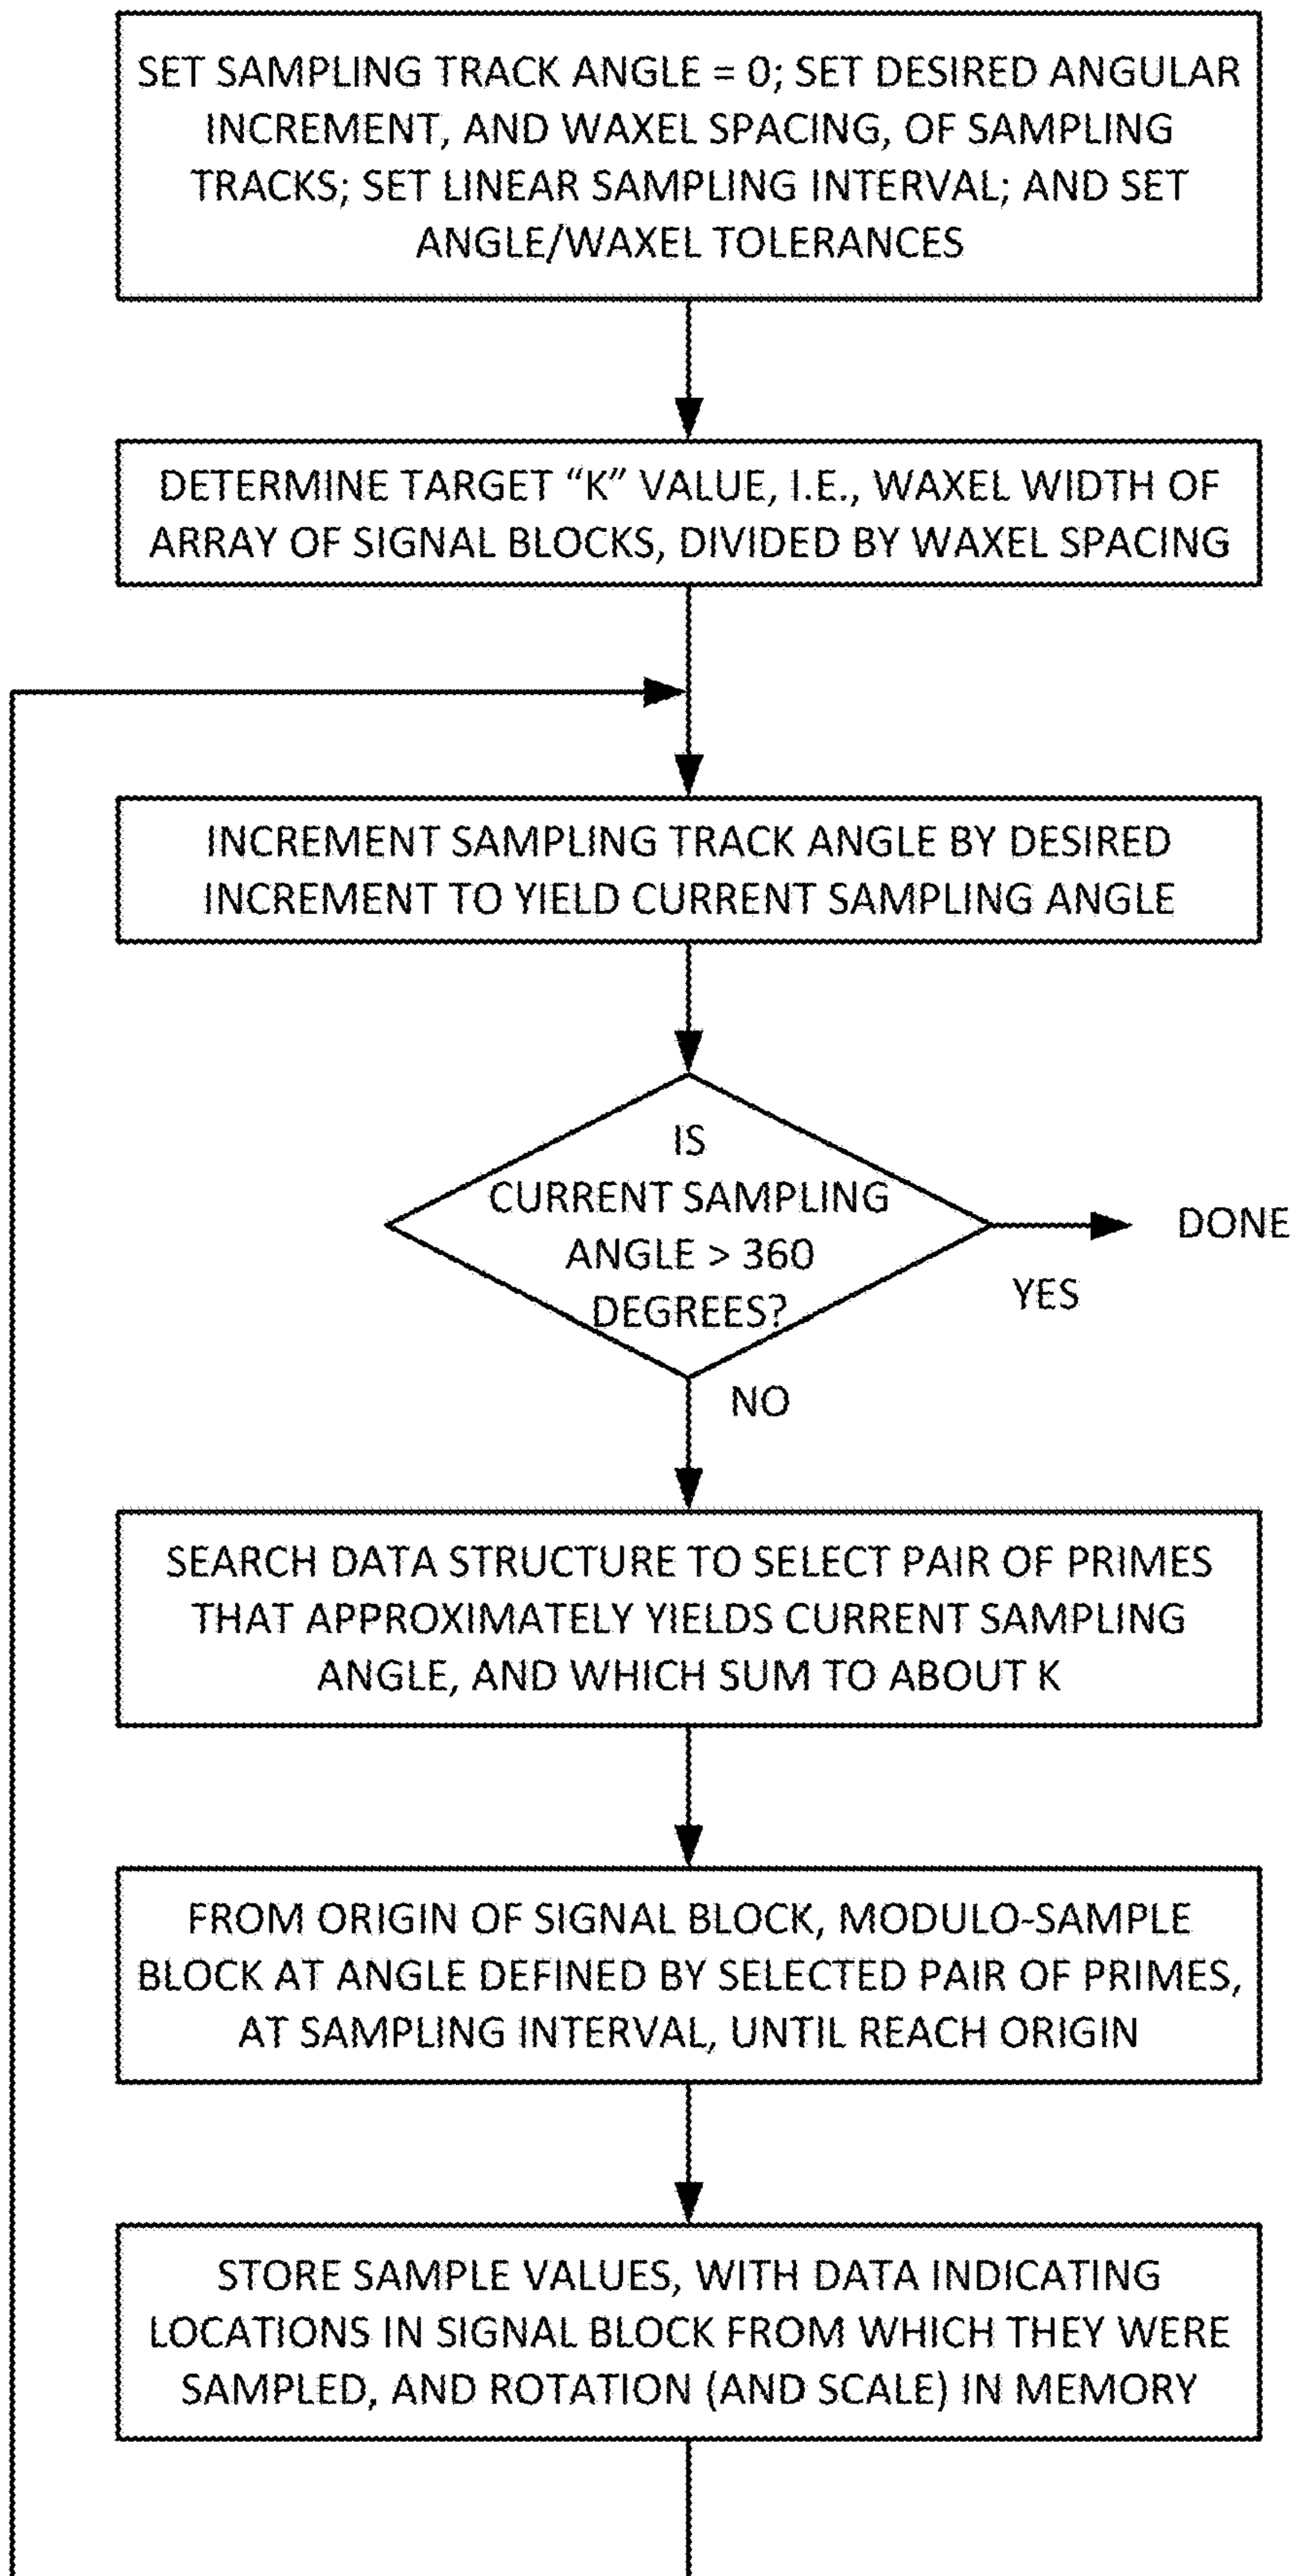 SET SAMPLING TRACK ANGLE = 0; SET DESIRED ANGULAR
INCREMENT, AND WAXEL SPACING, OF SAMPLING
TRACKS; SET LINEAR SAMPLING INTERVAL; AND SET
ANGLE/WAXEL TOLERANCES
DETERMINE TARGET “K” VALUE, I.E., WAXEL WIDTH OF
ARRAY OF SIGNAL BLOCKS, DIVIDED BY WAXEL SPACING
INCREMENT SAMPLING TRACK ANGLE BY DESIRED
INCREMENT TO YIELD CURRENT SAMPLING ANGLE
IS
CURRENT SAMPLING
ANGLE > 360
DEGREES?
DONE
YES
NO
SEARCH DATA STRUCTURE TO SELECT PAIR OF PRIMES
THAT APPROXIMATELY YIELDS CURRENT SAMPLING
ANGLE, AND WHICH SUM TO ABOUT K
FROM ORIGIN OF SIGNAL BLOCK, MODULO-SAMPLE
BLOCK AT ANGLE DEFINED BY SELECTED PAIR OF PRIMES,
AT SAMPLING INTERVAL, UNTIL REACH ORIGIN
STORE SAMPLE VALUES, WITH DATA INDICATING
LOCATIONS IN SIGNAL BLOCK FROM WHICH THEY WERE
SAMPLED, AND ROTATION (AND SCALE) IN MEMORY